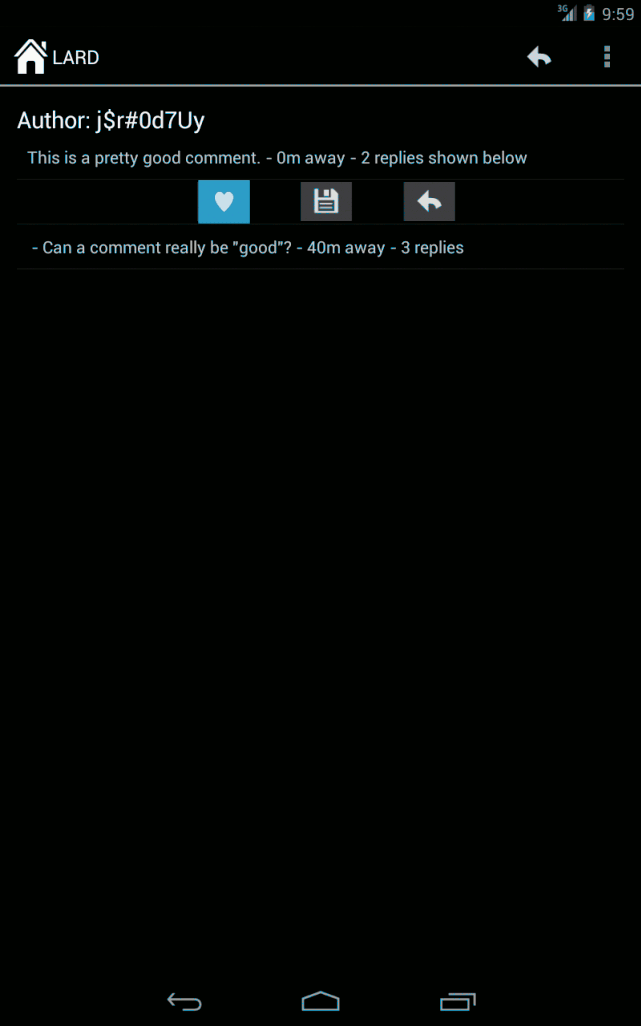 3G 9:59
LARD
Author: j$r#0d7Uy
This is a pretty good comment. - 0m away - 2 replies shown below
- Can a comment really be "good"? - 40m away - 3 replies